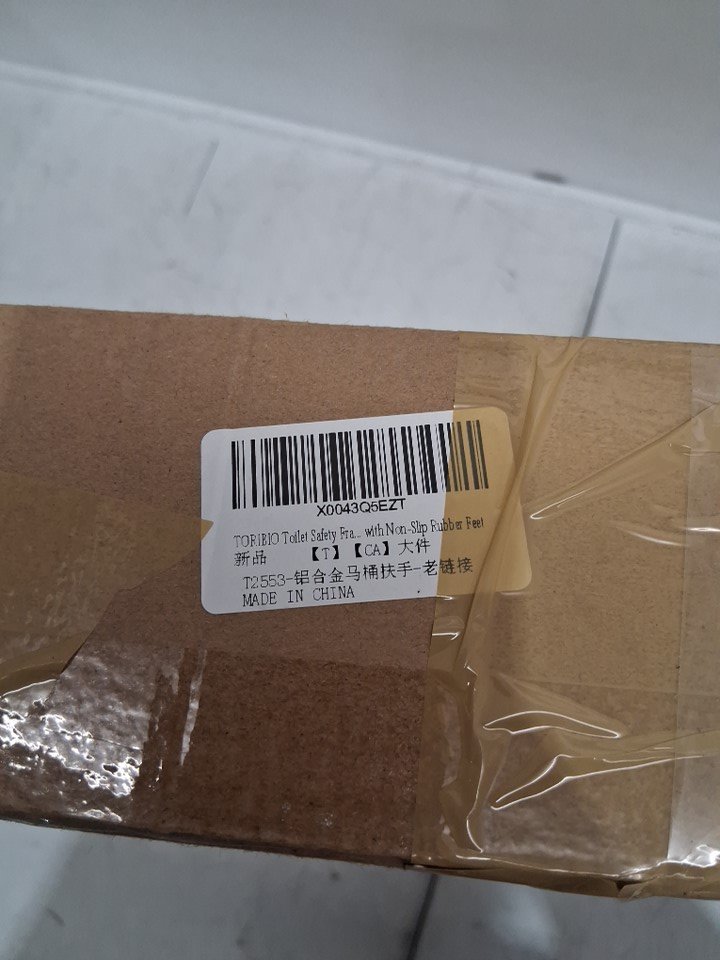 X0043Q5EZT
TORIBIO Toilet Safety Fra... with Non-Slip Rubber Feet
新品 【T】【CA】大件
T2553-铝合金马桶扶手-老链接
MADE IN CHINA